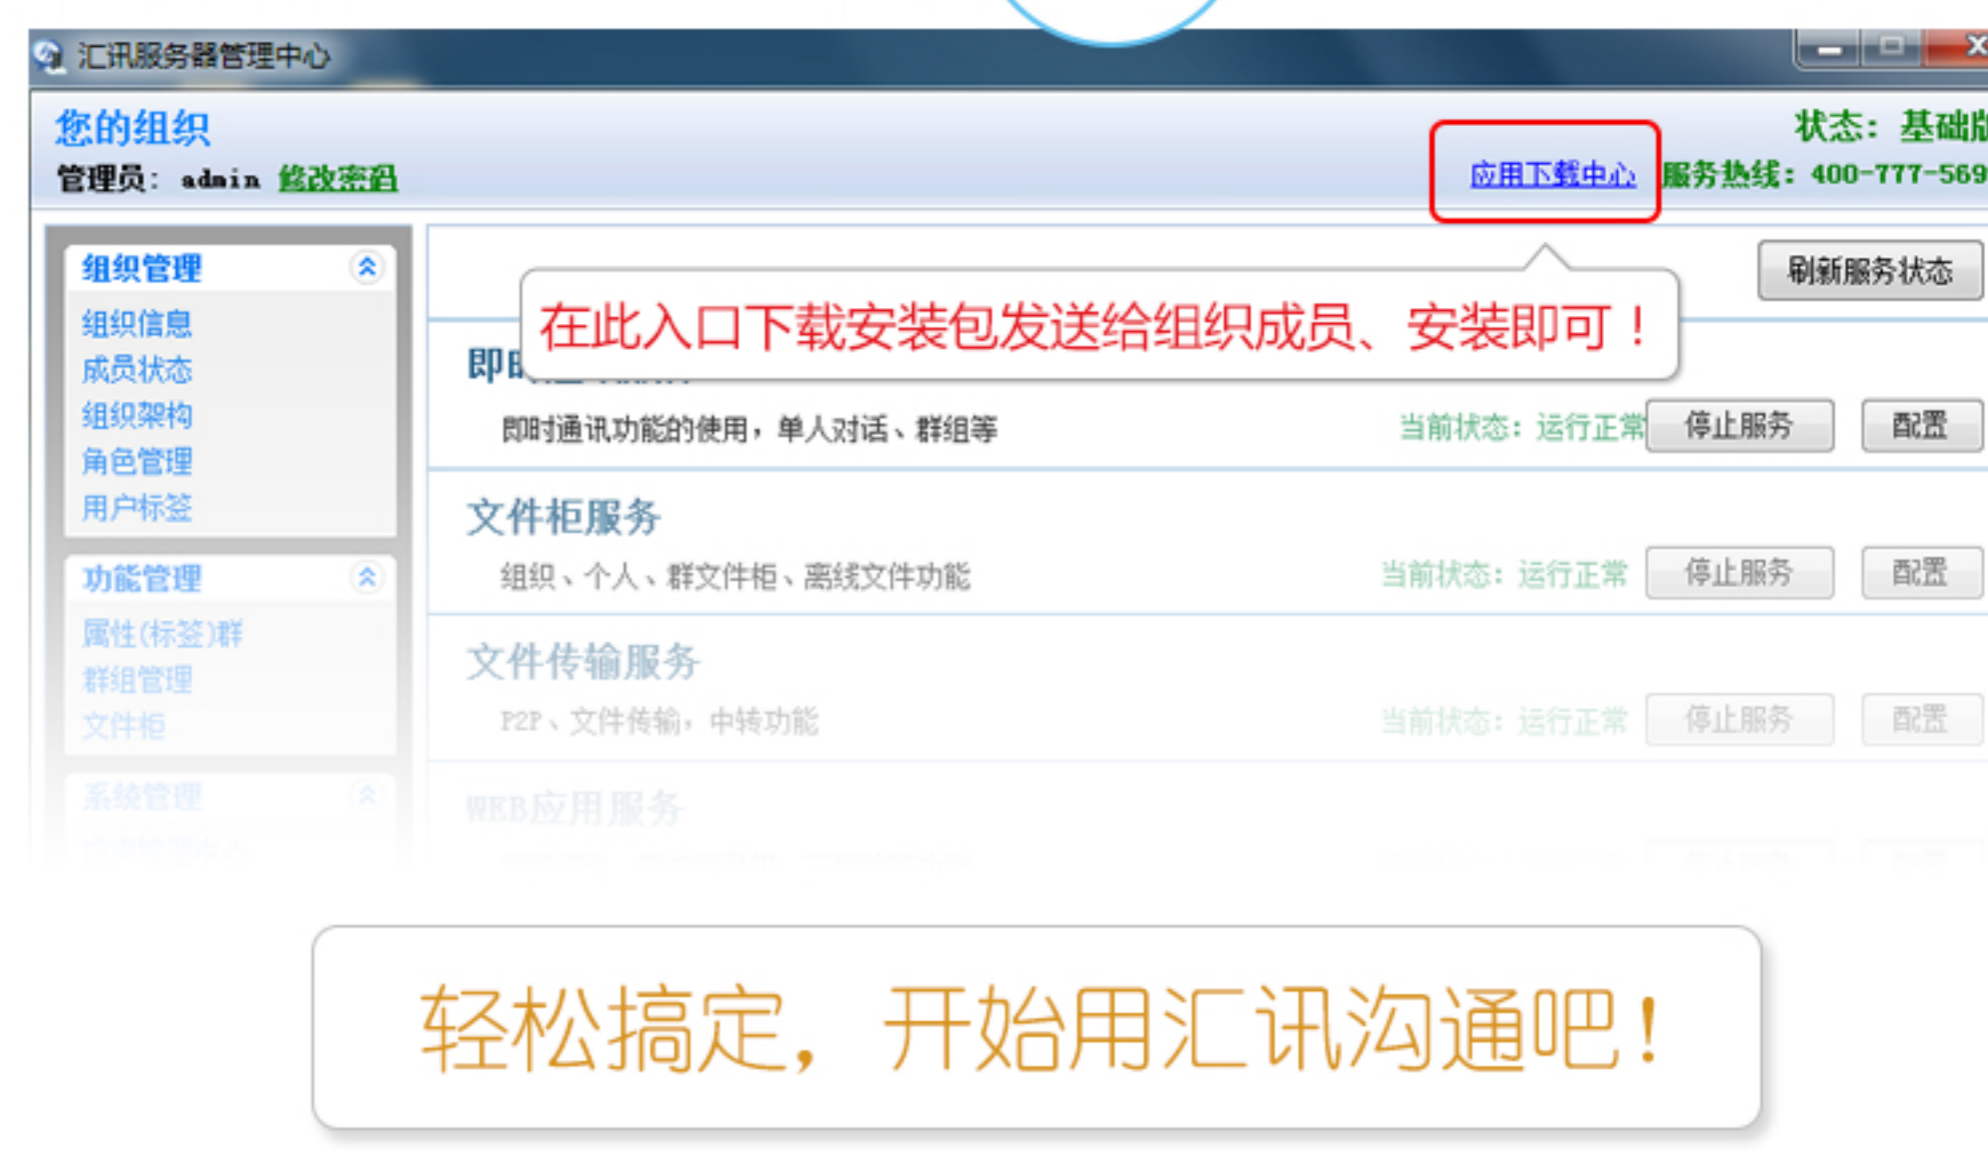 汇讯服务器管理中心
您的组织
状态：基础版
管理员：admin 修改密码
应用下载中心
服务热线：400-777-569
组织管理
组织信息
成员状态
组织架构
角色管理
用户标签
功能管理
属性(标签)群
群组管理
文件柜
系统管理
刷新服务状态
在此入口下载安装包发送给组织成员、安装即可！
即时
即时通讯功能的使用，单人对话、群组等
当前状态：运行正常 停止服务 配置
文件柜服务
组织、个人、群文件柜、离线文件功能
当前状态：运行正常 停止服务 配置
文件传输服务
P2P、文件传输，中转功能
当前状态：运行正常 停止服务 配置
WEB应用服务
停止服务 配置
轻松搞定，开始用汇讯沟通吧！